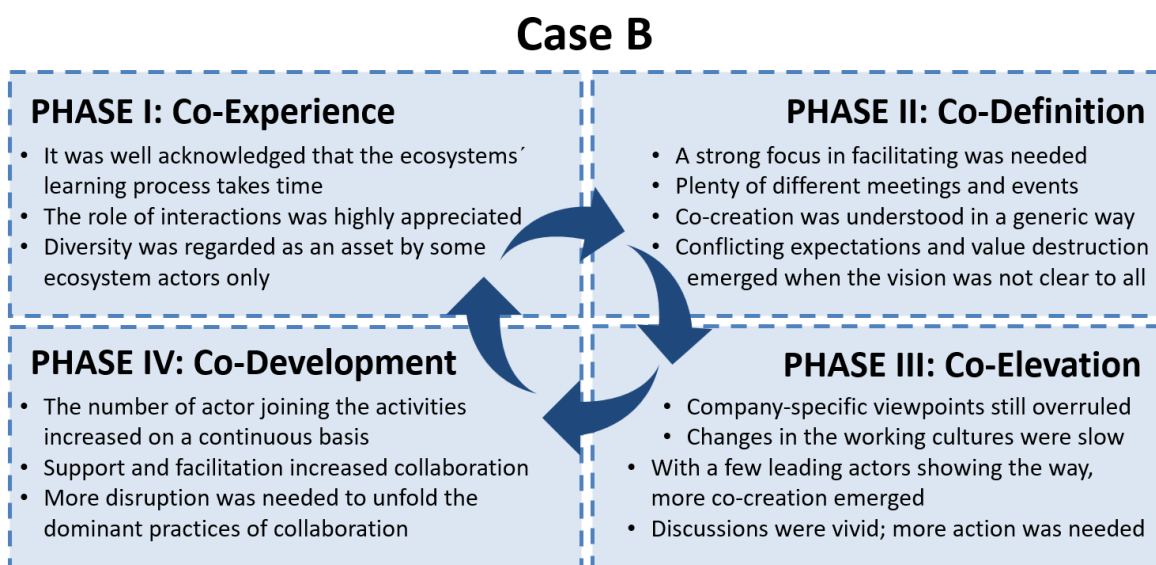 Case B
PHASE I: Co-Experience
• It was well acknowledged that the ecosystems´
learning process takes time
• The role of interactions was highly appreciated
• Diversity was regarded as an asset by some
ecosystem actors only
PHASE II: Co-Definition
• A strong focus in facilitating was needed
• Plenty of different meetings and events
• Co-creation was understood in a generic way
• Conflicting expectations and value destruction
emerged when the vision was not clear to all
PHASE IV: Co-Development
• The number of actor joining the activities
increased on a continuous basis
• Support and facilitation increased collaboration
• More disruption was needed to unfold the
dominant practices of collaboration
PHASE III: Co-Elevation
• Company-specific viewpoints still overruled
• Changes in the working cultures were slow
• With a few leading actors showing the way,
more co-creation emerged
• Discussions were vivid; more action was needed